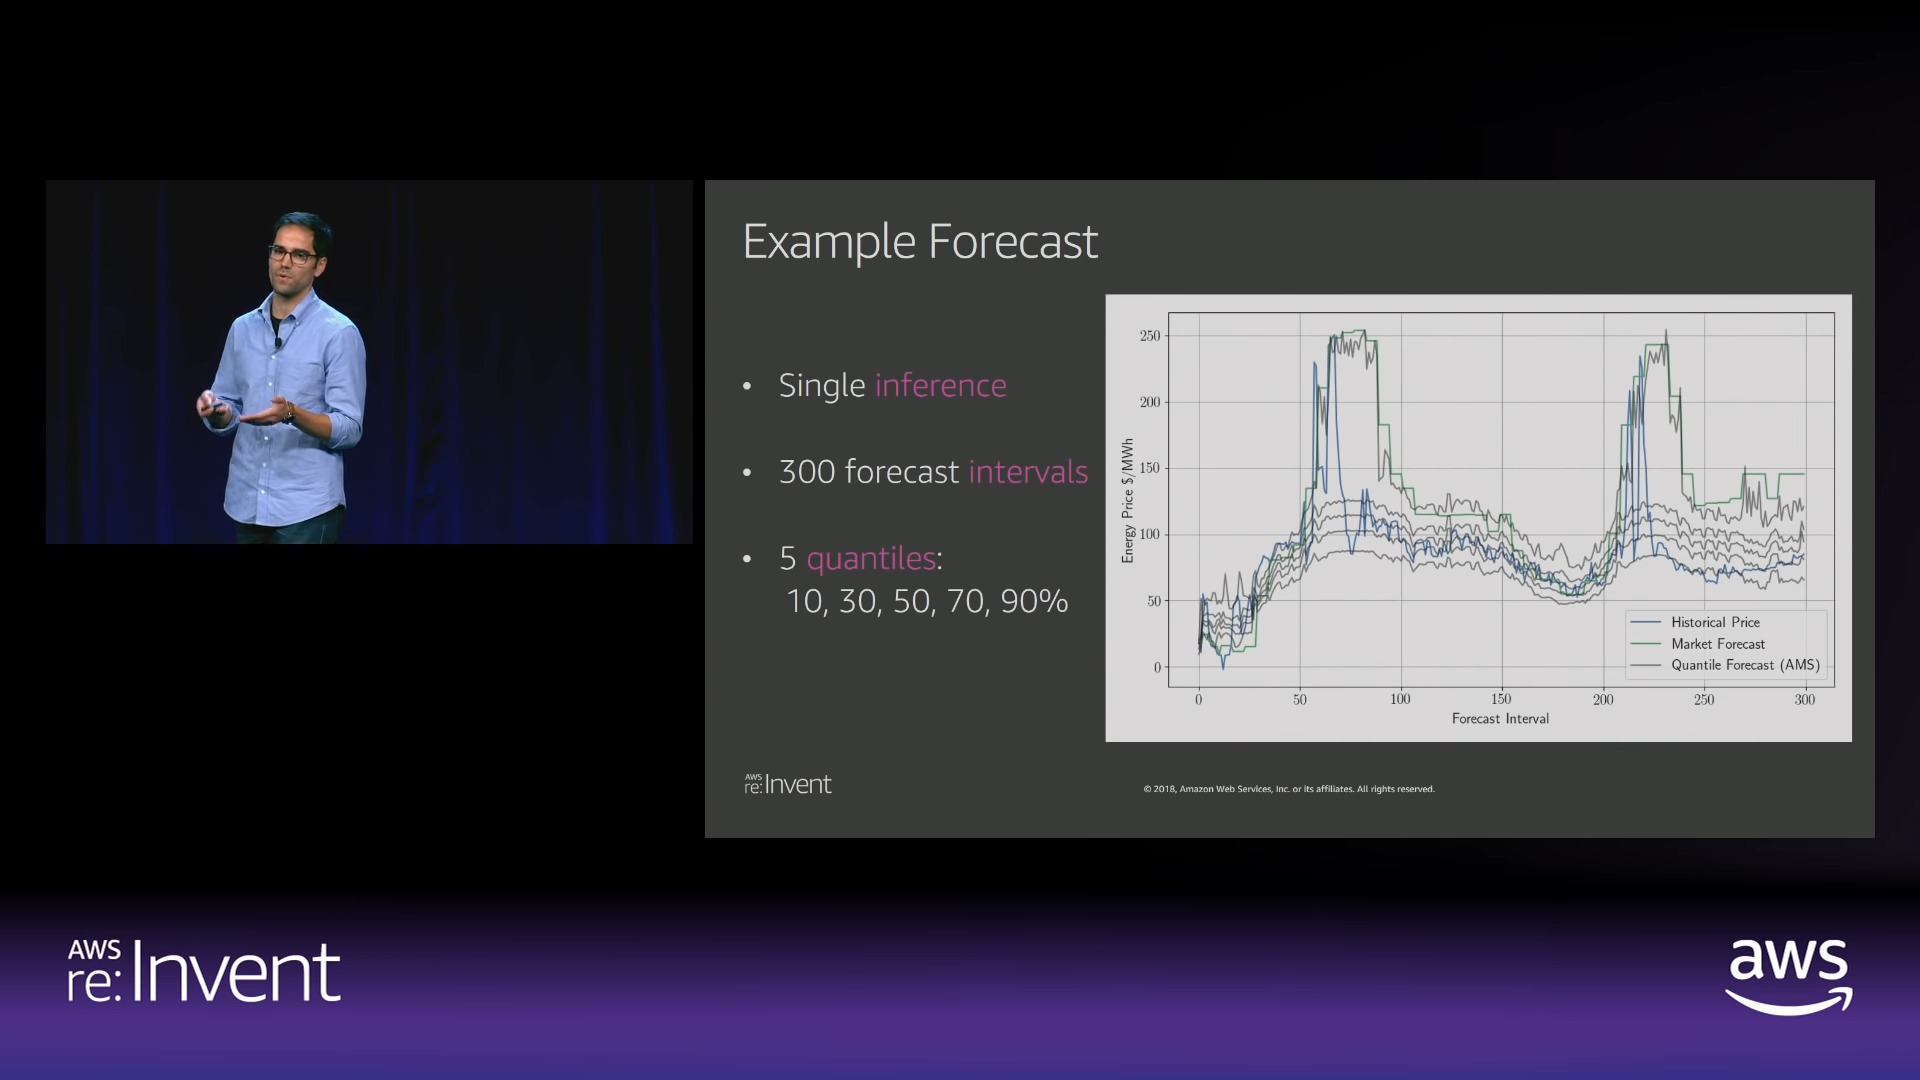 Example Forecast
• Single inference
• 300 forecast intervals
• 5 quantiles:
10, 30, 50, 70, 90%
250
200
150
100
50
0
Energy Price $/MWh
0 50 100 150 200 250 300
Forecast Interval
Historical Price
Market Forecast
Quantile Forecast (AMS)
AWS
re:Invent
© 2018, Amazon Web Services, Inc. or its affiliates. All rights reserved.
AWS
re:Invent
aws